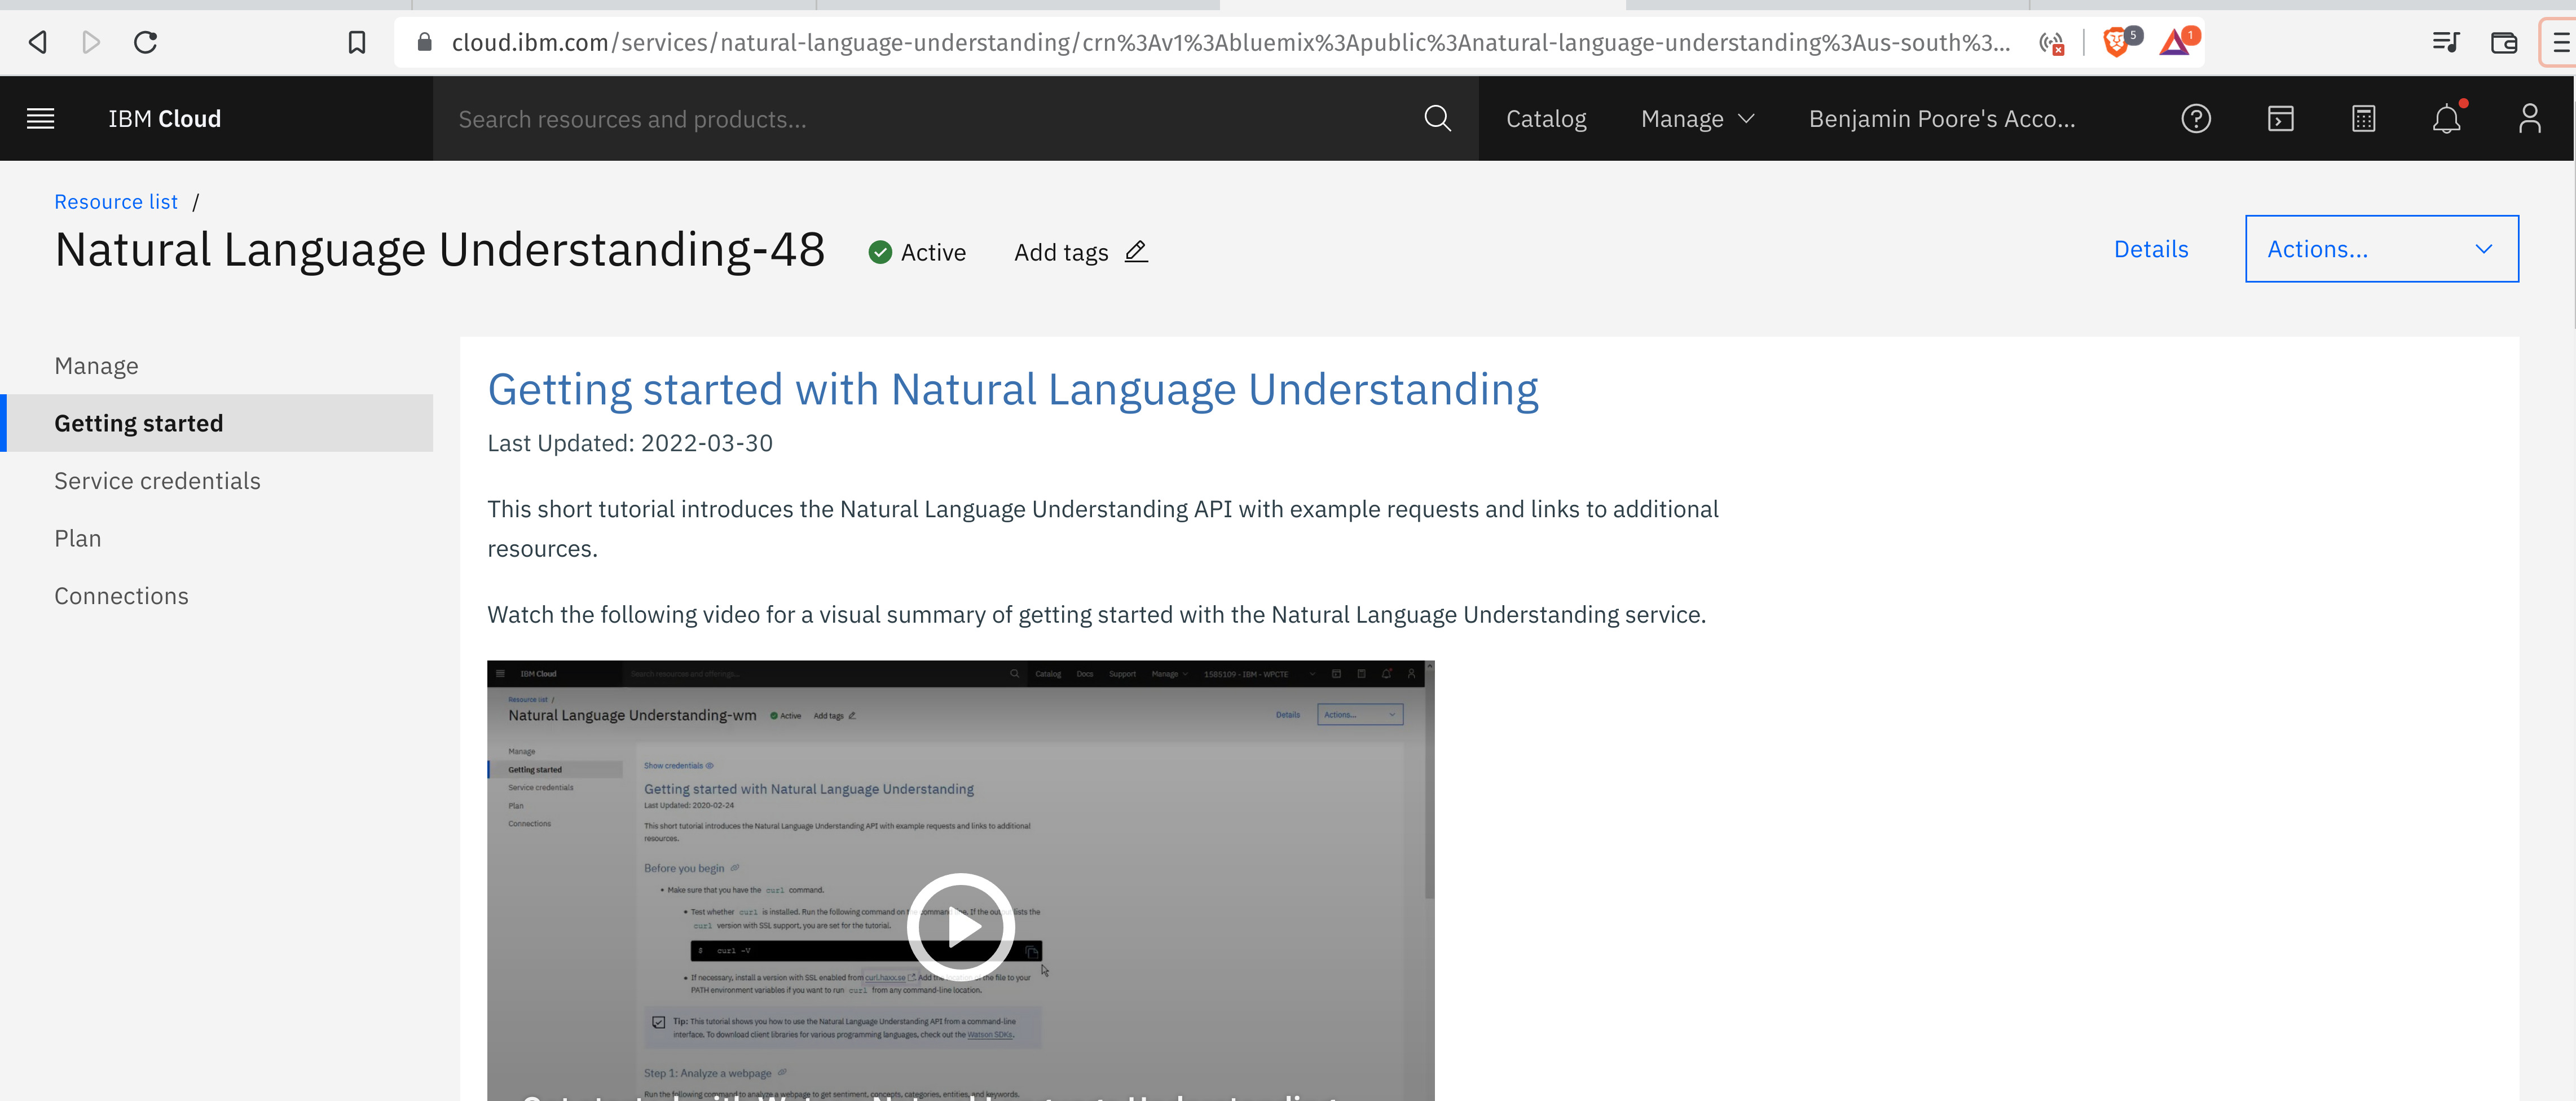 cloud.ibm.com/services/natural-language-understanding/crn%3Av1%3Abluemix%3Apublic%3Anatural-language-understanding%3Aus-south%3...
5
1
IBM Cloud
Search resources and products...
Catalog
Manage
Benjamin Poore's Acco...
Resource list /
Natural Language Understanding-48
Active
Add tags
Details
Actions...
Manage
Getting started
Service credentials
Plan
Connections
Getting started with Natural Language Understanding
Last Updated: 2022-03-30
This short tutorial introduces the Natural Language Understanding API with example requests and links to additional
resources.
Watch the following video for a visual summary of getting started with the Natural Language Understanding service.
IBM Cloud
Search resources and offerings...
Catalog
Docs
Support
Manage
1585109 - IBM - WPCTE
Resource list /
Natural Language Understanding-wm
Active
Add tags
Details
Actions...
Manage
Getting started
Service credentials
Plan
Connections
Show credentials
Getting started with Natural Language Understanding
Last Updated: 2020-02-24
This short tutorial introduces the Natural Language Understanding API with example requests and links to additional
resources.
Before you begin
• Make sure that you have the curl command.
• Test whether curl is installed. Run the following command on the command line. If the output lists the
curl version with SSL support, you are set for the tutorial.
$ curl -V
• If necessary, install a version with SSL enabled from curl.haxx.se. Add the location of the file to your
PATH environment variables if you want to run curl from any command-line location.
Tip: This tutorial shows you how to use the Natural Language Understanding API from a command-line
interface. To download client libraries for various programming languages, check out the Watson SDKs.
Step 1: Analyze a webpage
Run the following command to analyze a webpage to get sentiment, concepts, categories, entities, and keywords.